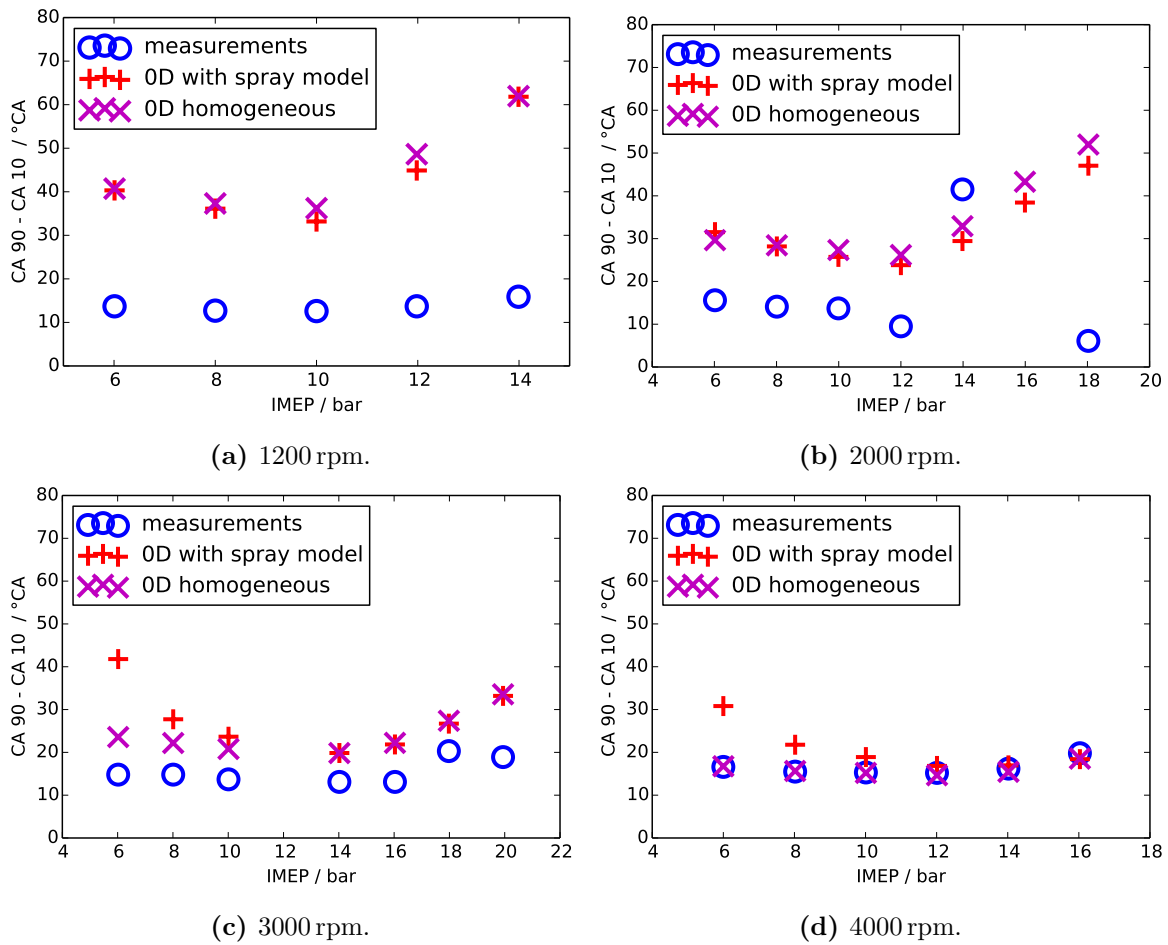 80
70
60
50
40
30
20
10
0
CA 90 - CA 10 / °CA
measurements
0D with spray model
0D homogeneous
6 8 10 12 14
IMEP / bar
(a) 1200 rpm.
80
70
60
50
40
30
20
10
0
CA 90 - CA 10 / °CA
measurements
0D with spray model
0D homogeneous
4 6 8 10 12 14 16 18 20
IMEP / bar
(b) 2000 rpm.
80
70
60
50
40
30
20
10
0
CA 90 - CA 10 / °CA
measurements
0D with spray model
0D homogeneous
4 6 8 10 12 14 16 18 20 22
IMEP / bar
(c) 3000 rpm.
80
70
60
50
40
30
20
10
0
CA 90 - CA 10 / °CA
measurements
0D with spray model
0D homogeneous
4 6 8 10 12 14 16 18
IMEP / bar
(d) 4000 rpm.